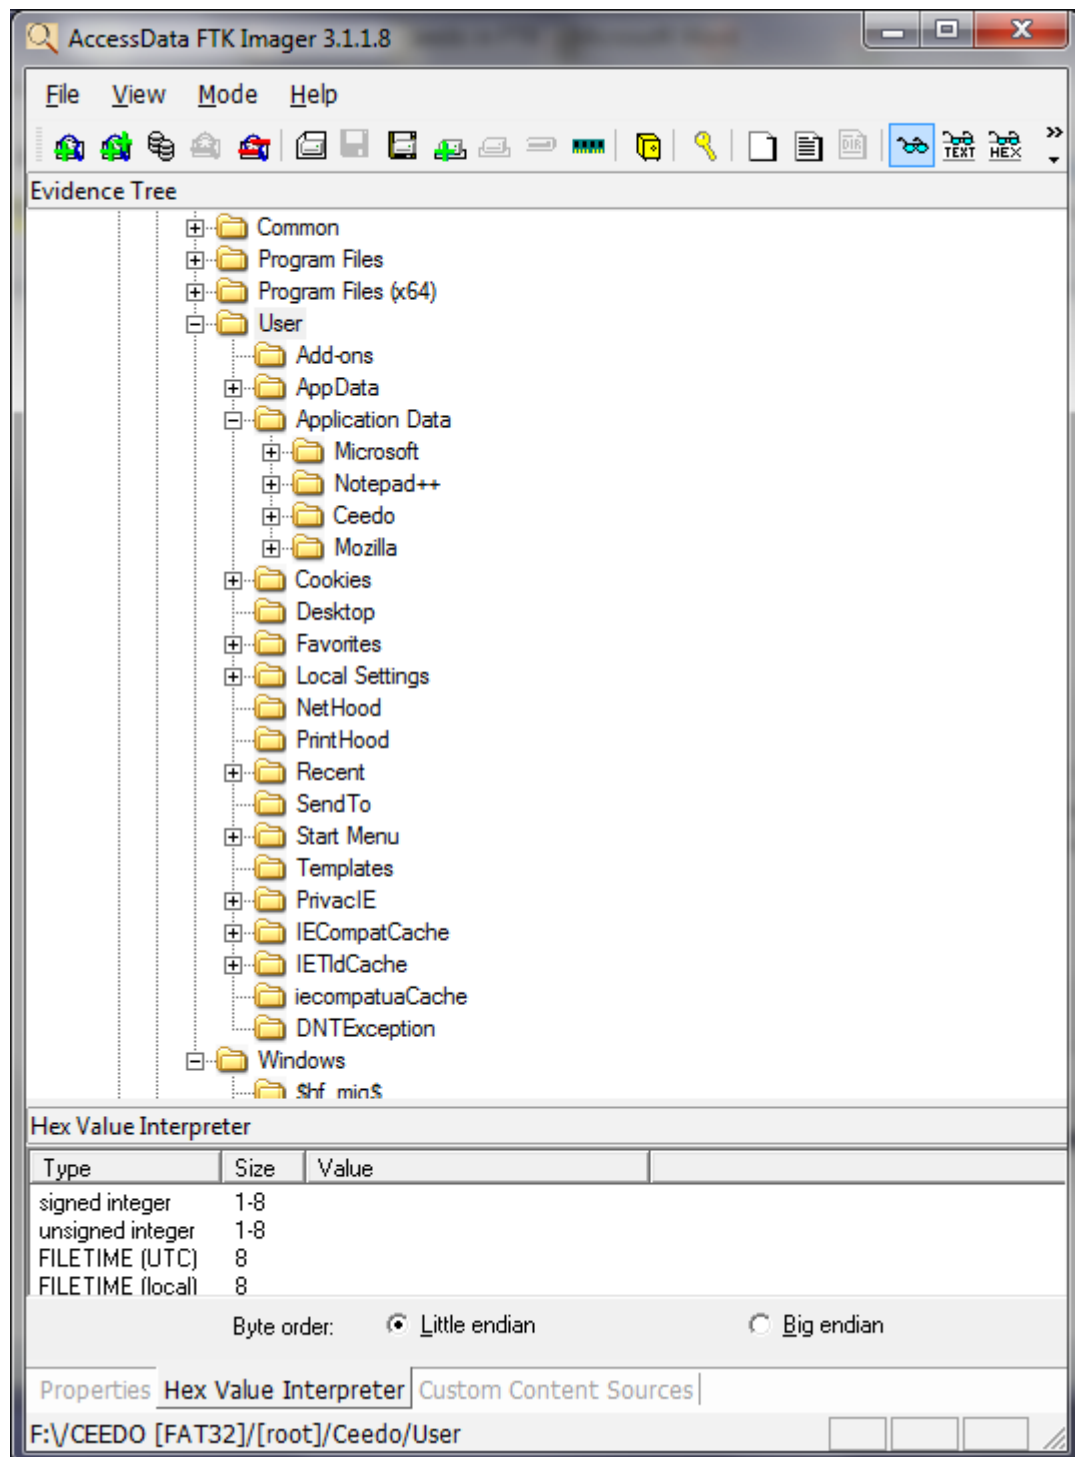 AccessData FTK Imager 3.1.1.8
File View Mode Help
TEXT HEX
Evidence Tree
Common
Program Files
Program Files (x64)
User
Add-ons
AppData
Application Data
Microsoft
Notepad++
Ceedo
Mozilla
Cookies
Desktop
Favorites
Local Settings
NetHood
PrintHood
Recent
SendTo
Start Menu
Templates
PrivacIE
IECompatCache
IETldCache
iecompatuaCache
DNTException
Windows
$hf_mig$
Hex Value Interpreter
Type Size Value
signed integer 1-8
unsigned integer 1-8
FILETIME (UTC) 8
FILETIME (local) 8
Byte order: Little endian Big endian
Properties Hex Value Interpreter Custom Content Sources
F:\/CEEDO [FAT32]/[root]/Ceedo/User